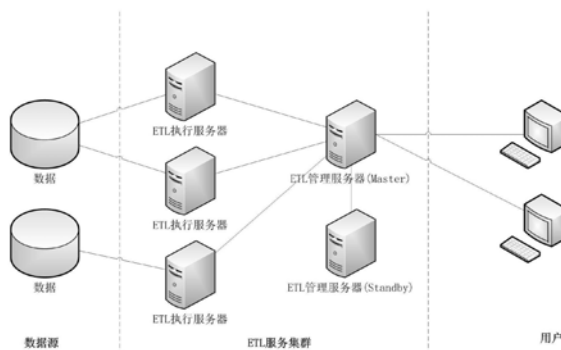 ETL执行服务器
数据
ETL执行服务器
ETL管理服务器(Master)
数据
ETL执行服务器
ETL管理服务器(Standby)
数据源
ETL服务集群
用户